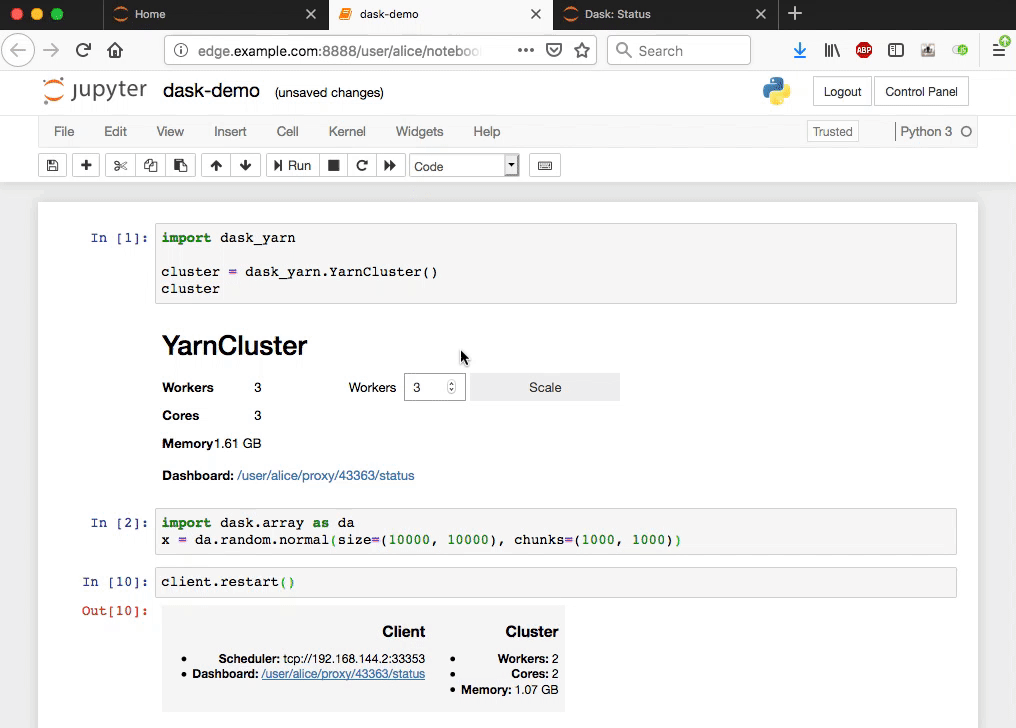 Home
dask-demo
Dask: Status
edge.example.com:8888/user/alice/notebo
Search
ABP
jupyter dask-demo (unsaved changes)
Logout
Control Panel
File Edit View Insert Cell Kernel Widgets Help
Trusted
Python 3
Run
Code
In [1]: import dask_yarn
cluster = dask_yarn.YarnCluster()
cluster
YarnCluster
Workers 3 Workers 3 Scale
Cores 3
Memory 1.61 GB
Dashboard: /user/alice/proxy/43363/status
In [2]: import dask.array as da
x = da.random.normal(size=(10000, 10000), chunks=(1000, 1000))
In [10]: client.restart()
Out[10]:
Client Cluster
• Scheduler: tcp://192.168.144.2:33353 • Workers: 2
• Dashboard: /user/alice/proxy/43363/status • Cores: 2
• Memory: 1.07 GB